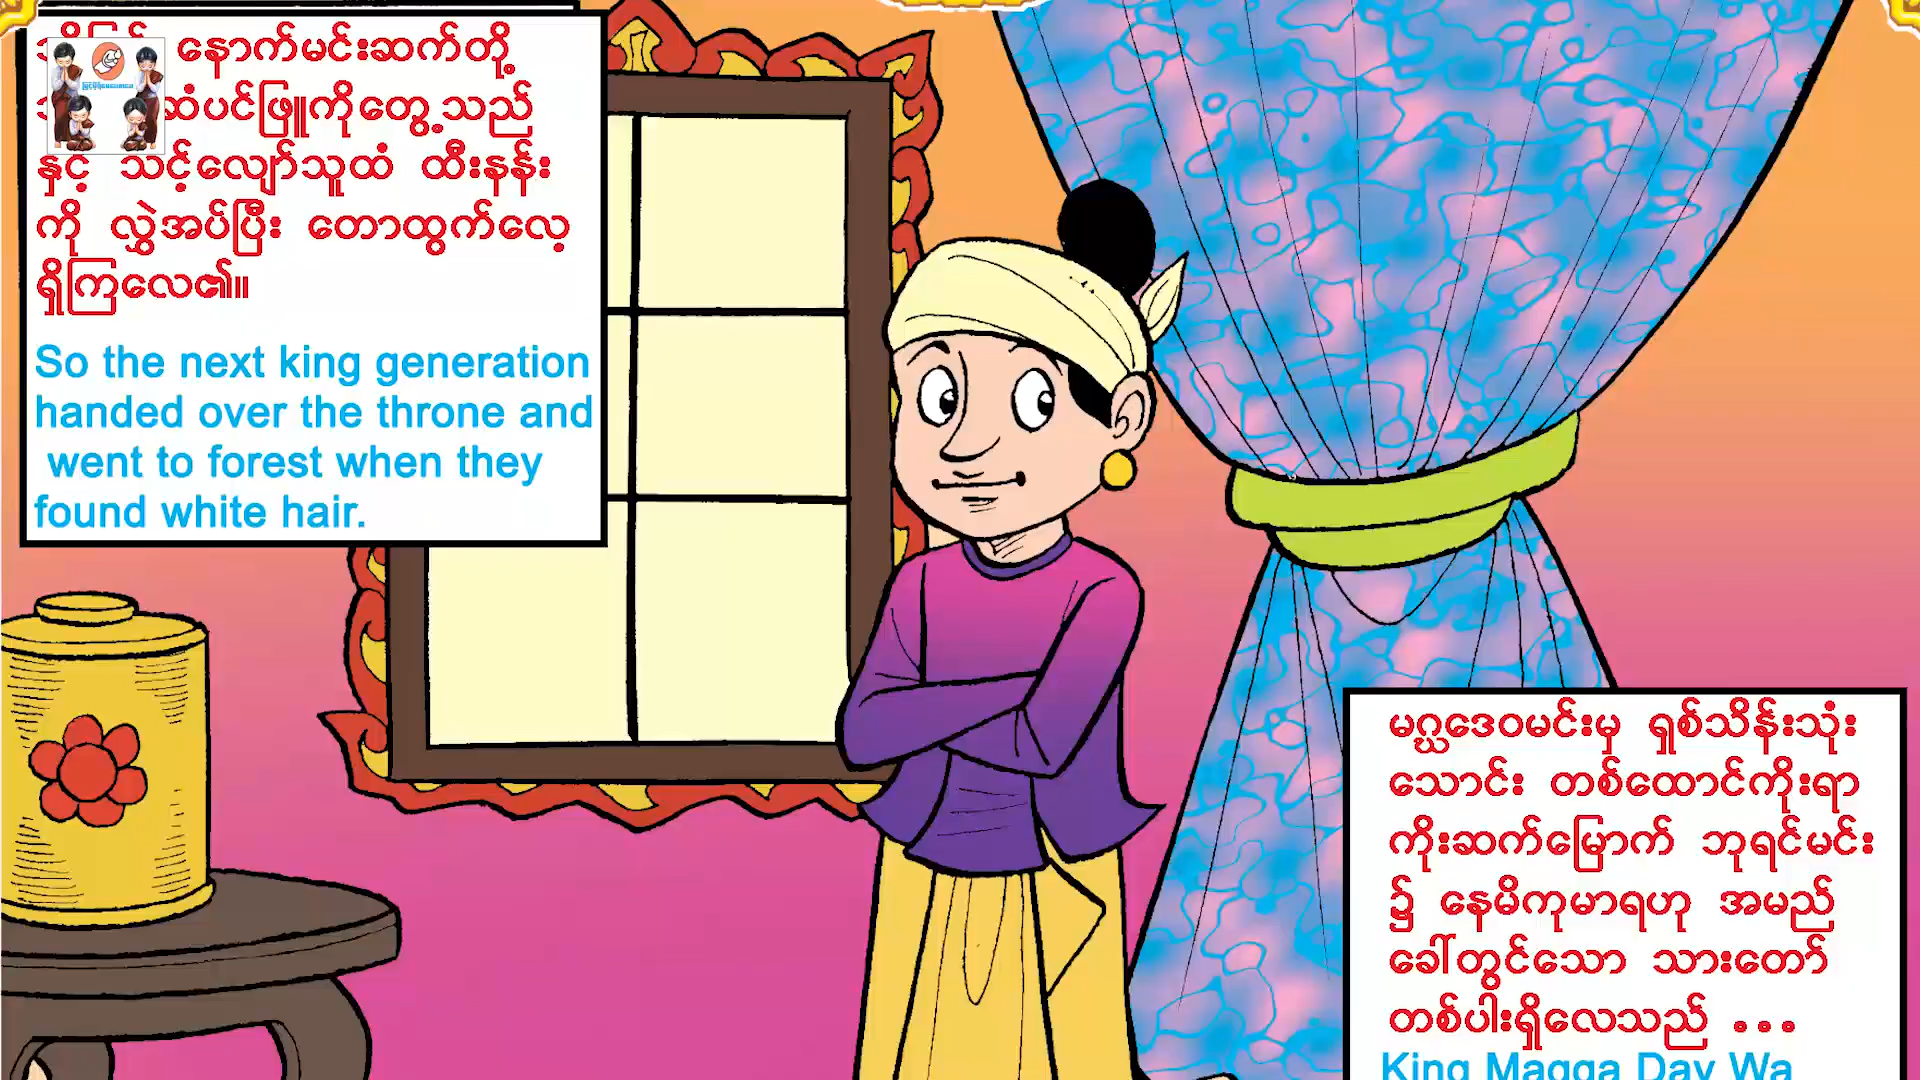 နောက်မင်းဆက်တို့
ဆံပင်ဖြူကိုတွေ့သည်
နှင့် သင့်လျော်သူထံ ထီးနန်း
ကို လွှဲအပ်ပြီး တောထွက်လေ့
ရှိကြလေ၏။
So the next king generation
handed over the throne and
went to forest when they
found white hair.
မဂ္ဃဒေဝမင်းမှ ရှစ်သိန်းသုံး
သောင်း တစ်ထောင်ကိုးရာ
ကိုးဆက်မြောက် ဘုရင်မင်း
၌ နေမိကုမာရဟု အမည်
ခေါ်တွင်သော သားတော်
တစ်ပါးရှိလေသည် ...
King Magga Day Wa